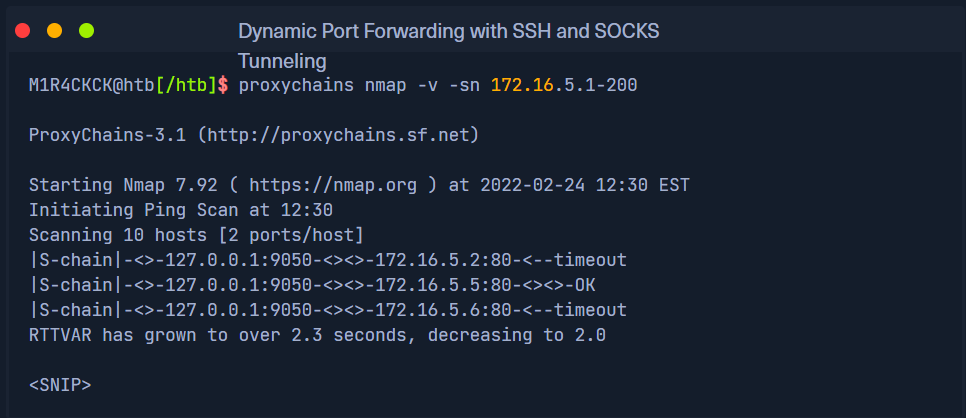 Dynamic Port Forwarding with SSH and SOCKS
Tunneling
M1R4CKCK@htb[/htb]$ proxychains nmap -v -sn 172.16.5.1-200
ProxyChains-3.1 (http://proxychains.sf.net)
Starting Nmap 7.92 ( https://nmap.org ) at 2022-02-24 12:30 EST
Initiating Ping Scan at 12:30
Scanning 10 hosts [2 ports/host]
|S-chain|-<>-127.0.0.1:9050-<><>-172.16.5.2:80-<--timeout
|S-chain|-<>-127.0.0.1:9050-<><>-172.16.5.5:80-<><>-OK
|S-chain|-<>-127.0.0.1:9050-<><>-172.16.5.6:80-<--timeout
RTTVAR has grown to over 2.3 seconds, decreasing to 2.0
<SNIP>